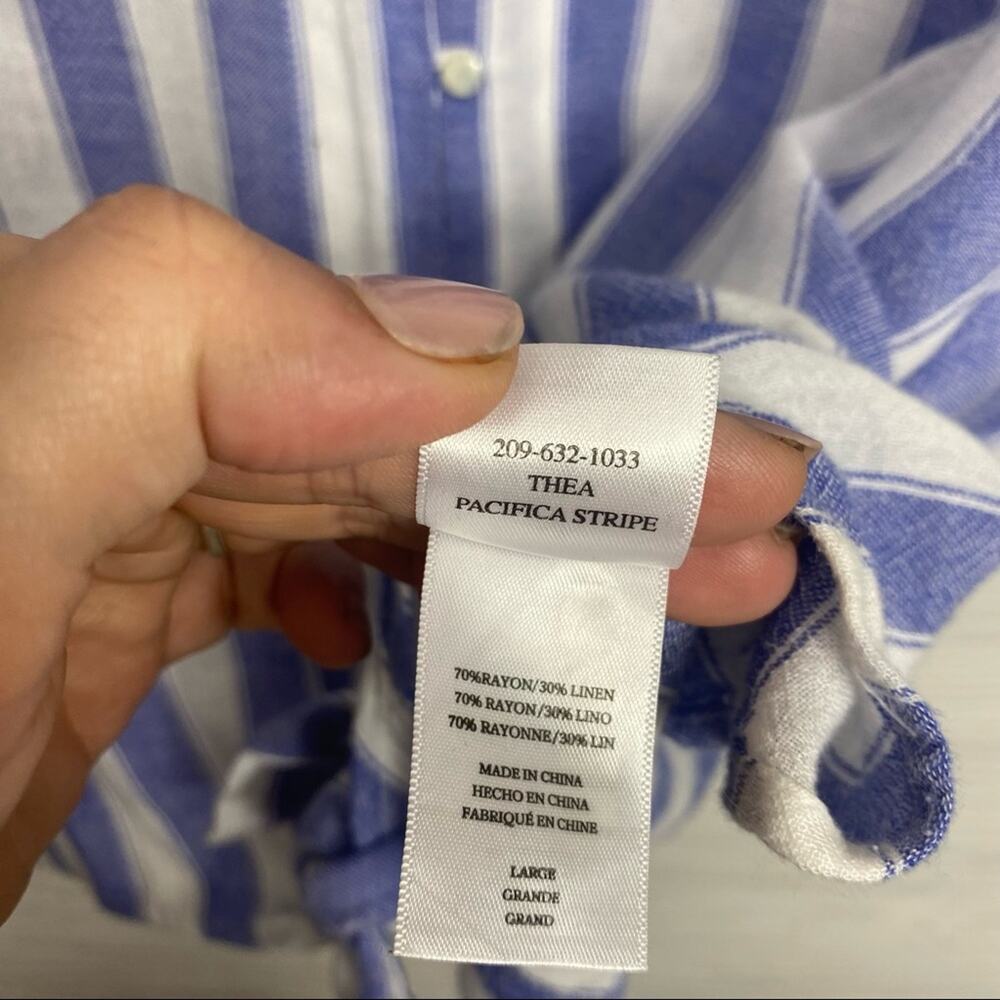 209-632-1033
THEA
PACIFICA STRIPE
70%RAYON/30% LINEN
70% RAYON/30% LINO
70% RAYONNE/30% LIN
MADE IN CHINA
HECHO EN CHINA
FABRIQUÉ EN CHINE
LARGE
GRANDE
GRAND